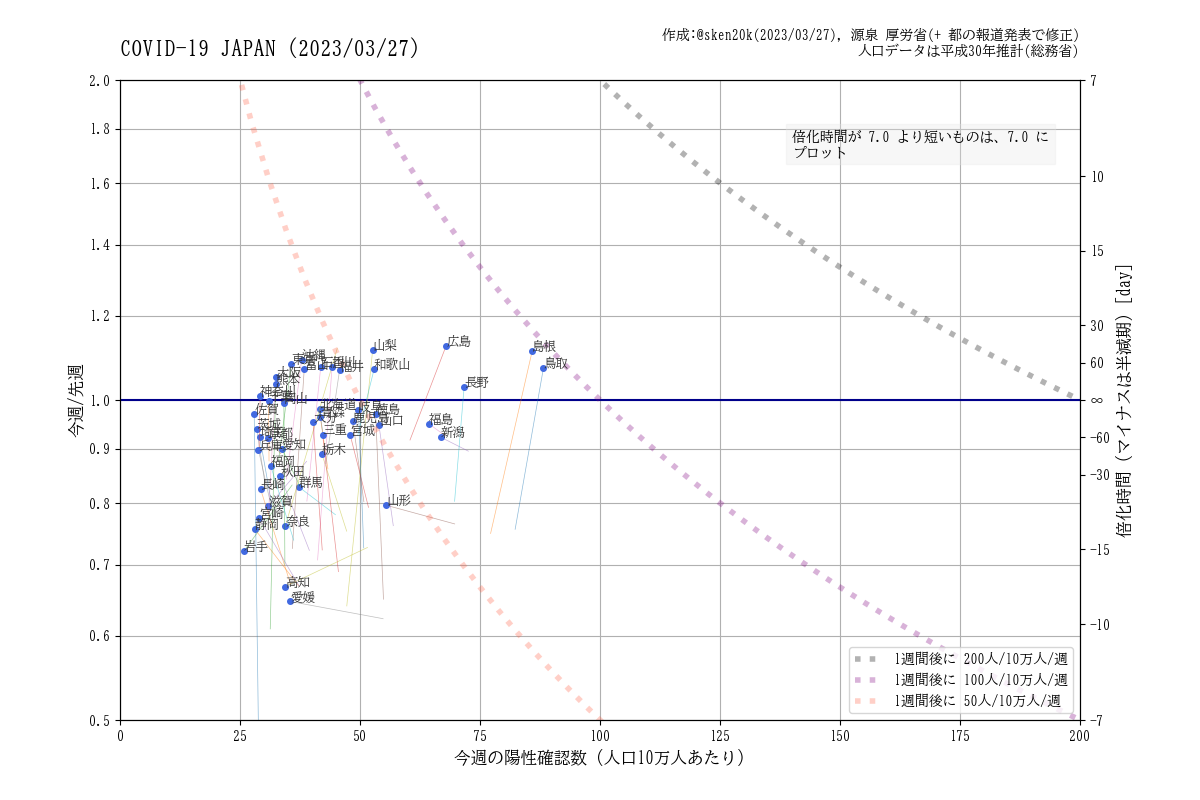 COVID-19 JAPAN (2023/03/27)
作成:@sken20k(2023/03/27), 源泉 厚労省(+ 都の報道発表で修正)
人口データは平成30年推計(総務省)
倍化時間が 7.0 より短いものは、7.0 に
プロット
今週/先週
2.0
1.8
1.6
1.4
1.2
1.0
0.9
0.8
0.7
0.6
0.5
7
10
15
30
60
∞
-60
-30
-15
-10
-7
倍化時間 (マイナスは半減期) [day]
山梨
広島
島根
和歌山
鳥取
長野
沖縄
福井
大阪
熊本
佐賀
北海道
岐阜
徳島
山口
福島
新潟
茨城
大分
三重
宮城
兵庫
愛知
栃木
福岡
秋田
長崎
群馬
山形
滋賀
宮崎
静岡
奈良
岩手
高知
愛媛
1週間後に 200人/10万人/週
1週間後に 100人/10万人/週
1週間後に 50人/10万人/週
0 25 50 75 100 125 150 175 200
今週の陽性確認数 (人口10万人あたり)